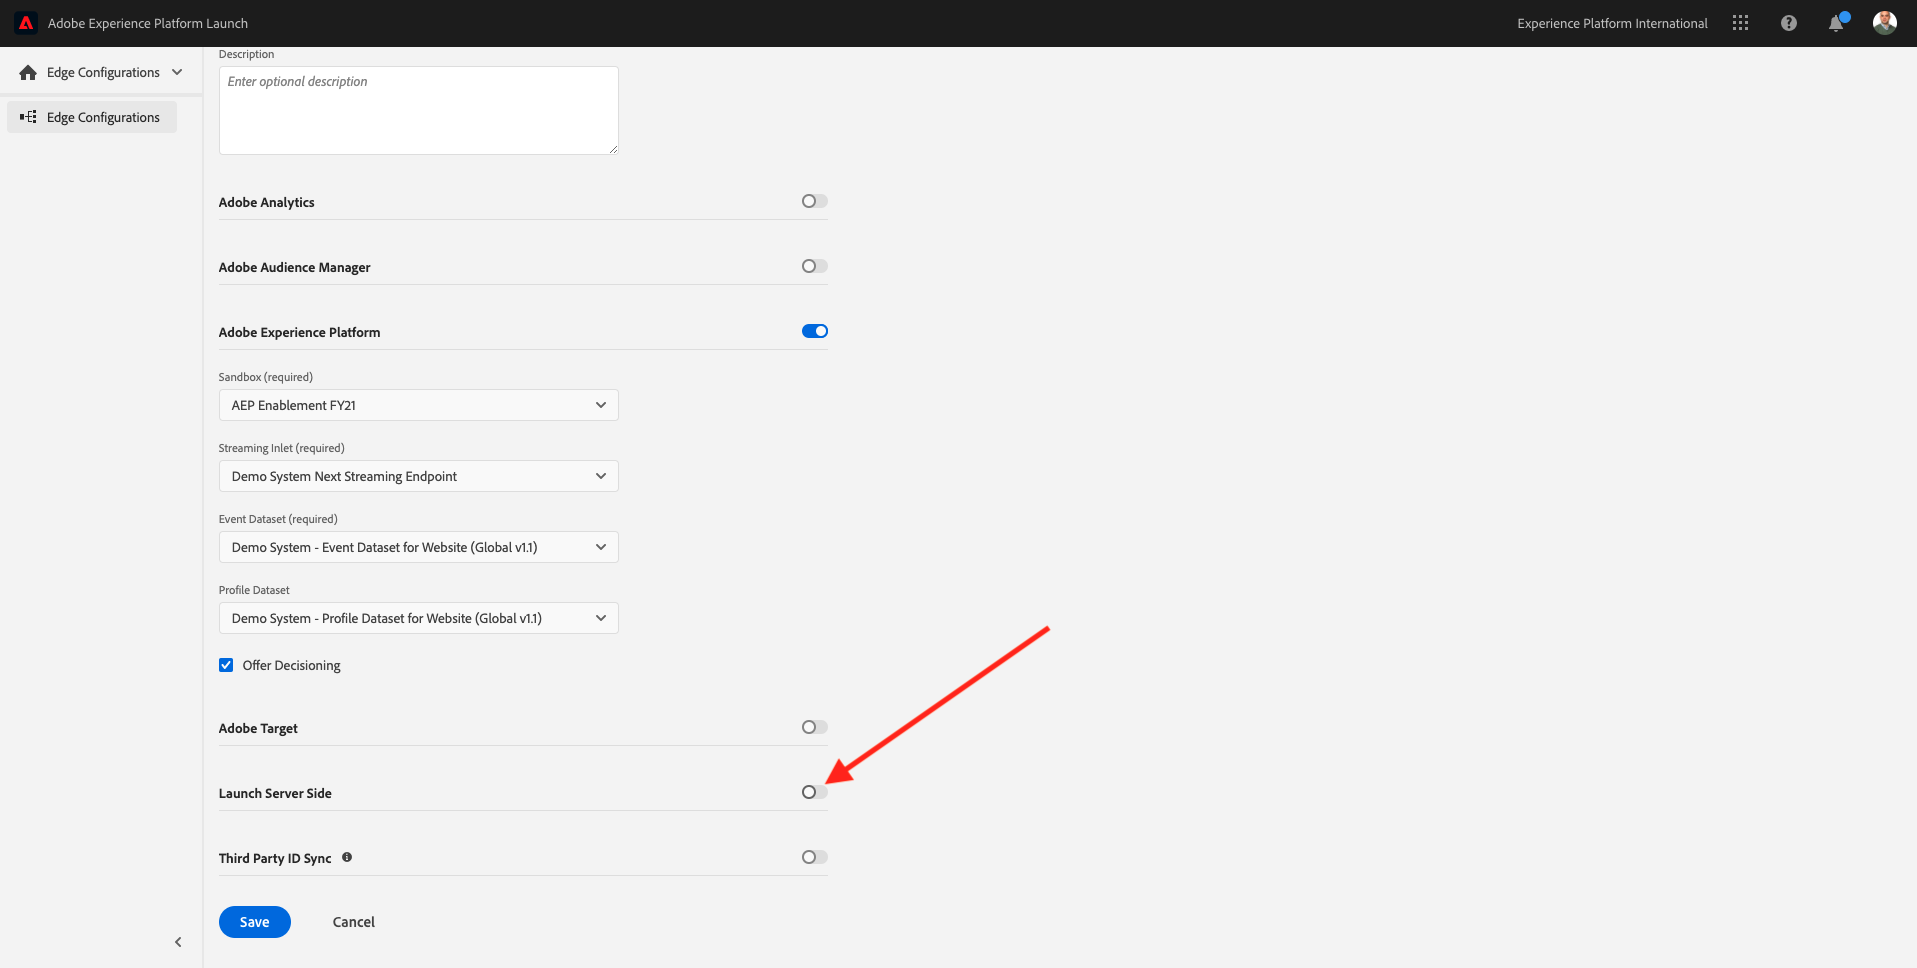 Adobe Experience Platform Launch
Experience Platform International
Edge Configurations
Edge Configurations
Description
Enter optional description
Adobe Analytics
Adobe Audience Manager
Adobe Experience Platform
Sandbox (required)
AEP Enablement FY21
Streaming Inlet (required)
Demo System Next Streaming Endpoint
Event Dataset (required)
Demo System - Event Dataset for Website (Global v1.1)
Profile Dataset
Demo System - Profile Dataset for Website (Global v1.1)
Offer Decisioning
Adobe Target
Launch Server Side
Third Party ID Sync
Save Cancel